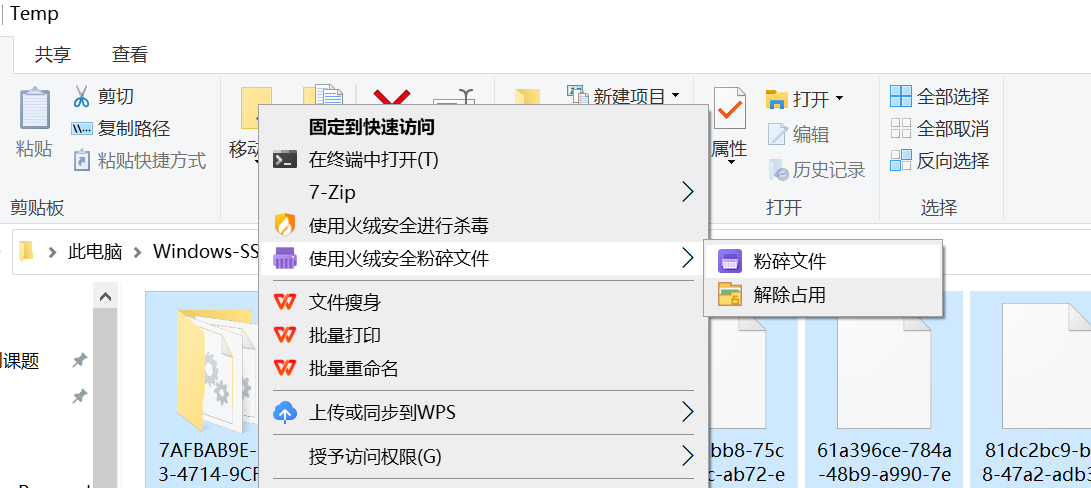 Temp
共享 查看
剪切
复制路径
粘贴快捷方式
粘贴
剪贴板
新建项目
属性
打开
编辑
历史记录
打开
全部选择
全部取消
反向选择
选择
此电脑 Windows-SS
固定到快速访问
在终端中打开(T)
7-Zip
使用火绒安全进行杀毒
使用火绒安全粉碎文件
文件瘦身
批量打印
批量重命名
上传或同步到WPS
授予访问权限(G)
粉碎文件
解除占用
课题
7AFBAB9E-
3-4714-9CF
bb8-75c
c-ab72-e
61a396ce-784a
-48b9-a990-7e
81dc2bc9-b
8-47a2-adb3